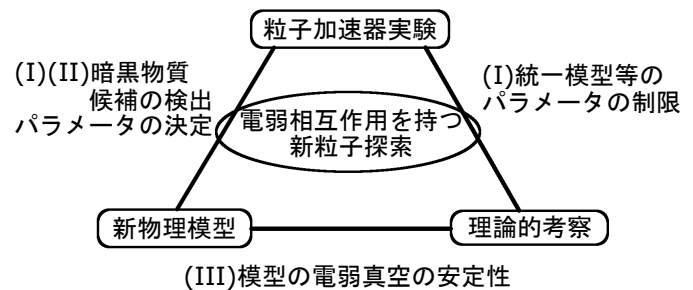 粒子加速器実験
(I)(II)暗黒物質
候補の検出
パラメータの決定
(I)統一模型等の
パラメータの制限
電弱相互作用を持つ
新粒子探索
新物理模型
理論的考察
(III)模型の電弱真空の安定性